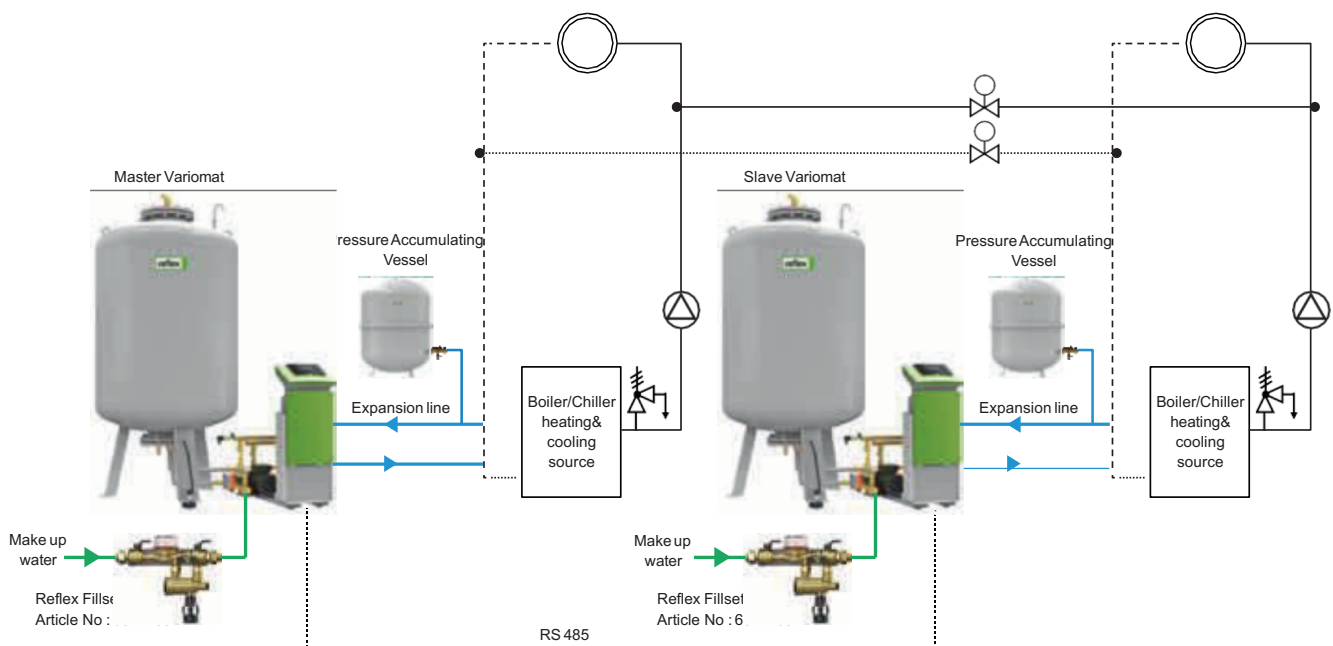 Master Variomat
Slave Variomat
ressure Accumulating
Vessel
Pressure Accumulating
Vessel
reflex
reflex
Expansion line
Boiler/Chiller
heating&
cooling
source
Expansion line
Boiler/Chiller
heating&
cooling
source
Make up
water
Make up
water
Reflex Fillse
Article No :
Reflex Fillset
Article No : 6
RS 485